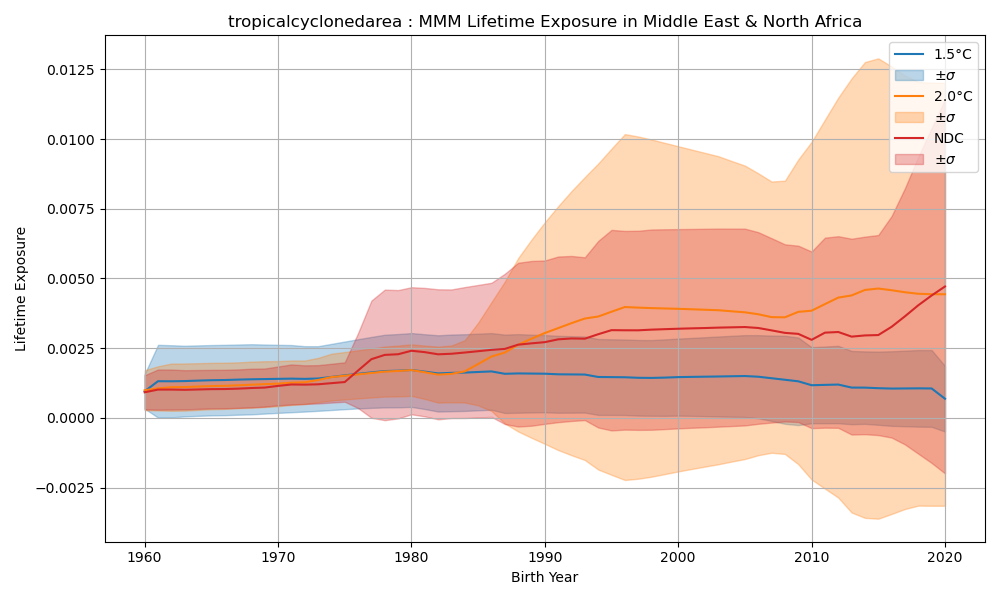 tropicalcyclonedarea : MMM Lifetime Exposure in Middle East & North Africa
Lifetime Exposure
0.0125
0.0100
0.0075
0.0050
0.0025
0.0000
−0.0025
1960
1970
1980
1990
2000
2010
2020
Birth Year
1.5°C
±σ
2.0°C
±σ
NDC
±σ